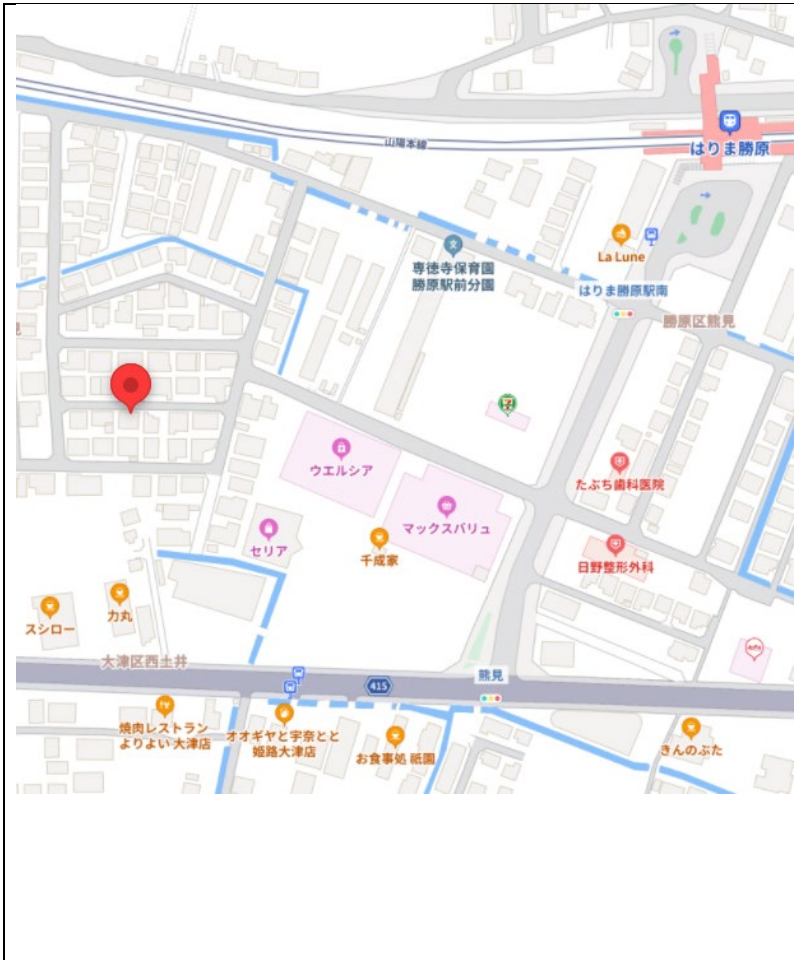 山陽本線
はりま勝原
La Lune
専徳寺保育園
勝原駅前分園
はりま勝原駅南
勝原区熊見
見
7
ウエルシア
たぶち歯科医院
マックスバリュ
セリア
千成家
日野整形外科
スシロー
力丸
大津区西土井
熊見
415
焼肉レストラン
よりよい 大津店
オオギヤと宇奈とと
姫路大津店
お食事処 祇園
きんのぶた